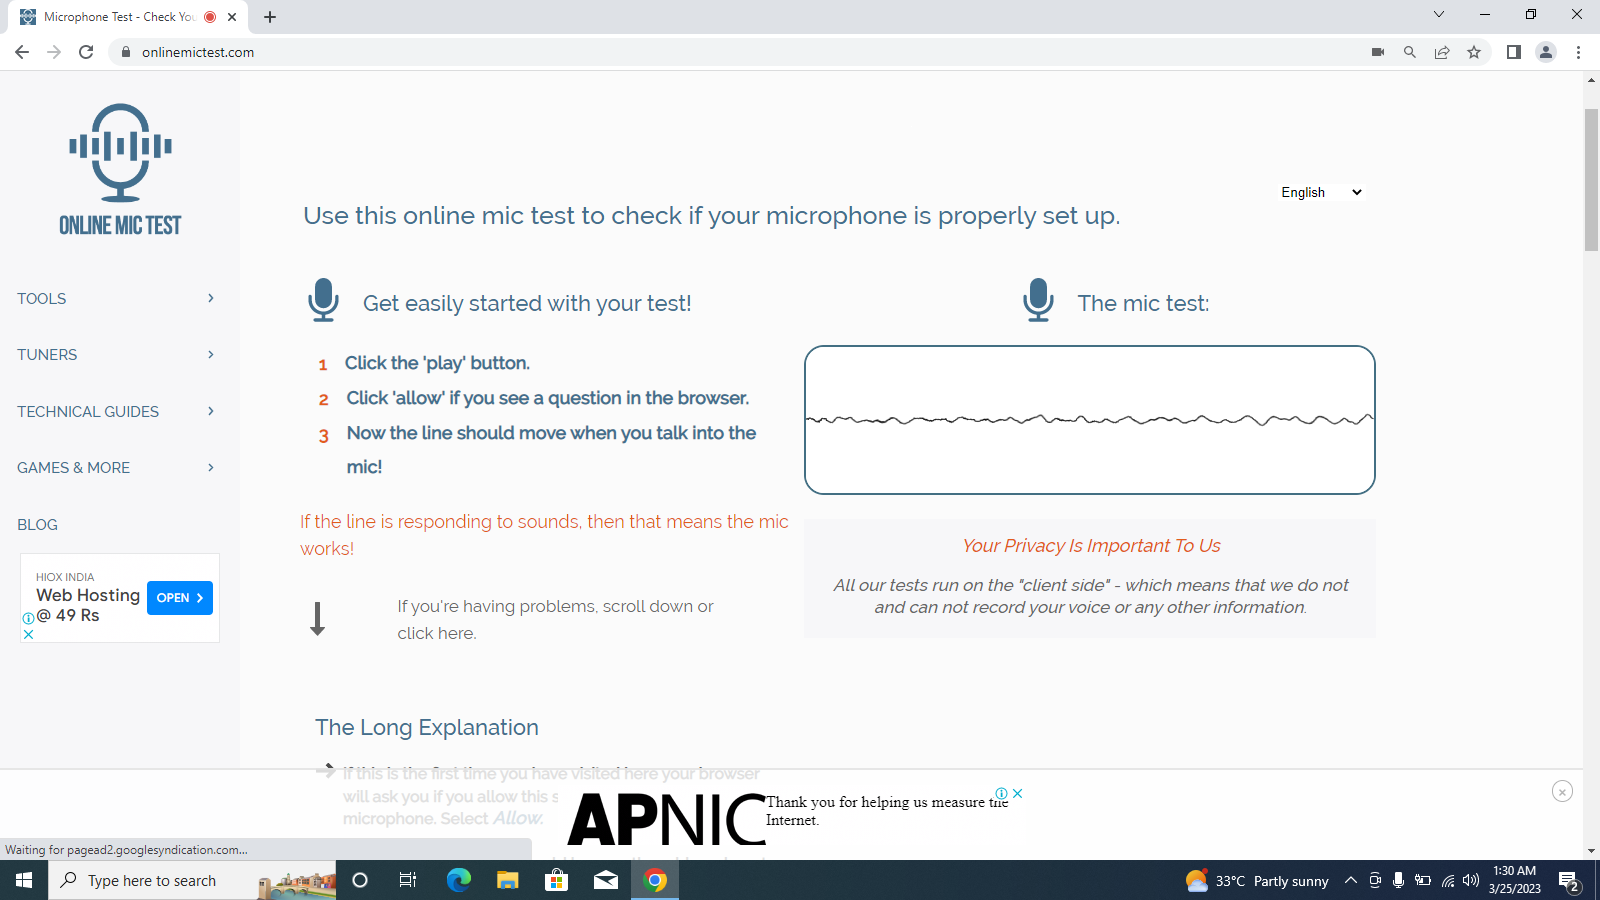 Microphone Test - Check You
onlinemictest.com
ONLINE MIC TEST
English
Use this online mic test to check if your microphone is properly set up.
TOOLS
TUNERS
TECHNICAL GUIDES
GAMES & MORE
BLOG
HIOX INDIA
Web Hosting
@ 49 Rs
OPEN
Get easily started with your test!
1 Click the 'play' button.
2 Click 'allow' if you see a question in the browser.
3 Now the line should move when you talk into the
mic!
If the line is responding to sounds, then that means the mic
works!
If you're having problems, scroll down or
click here.
The mic test:
Your Privacy Is Important To Us
All our tests run on the "client side" - which means that we do not
and can not record your voice or any other information.
The Long Explanation
If this is the first time you have visited here your browser
will ask you if you allow this s
microphone. Select Allow.
APNIC
Thank you for helping us measure the
Internet.
Waiting for pagead2.googlesyndication.com...
Type here to search
33°C Partly sunny
1:30 AM
3/25/2023
2